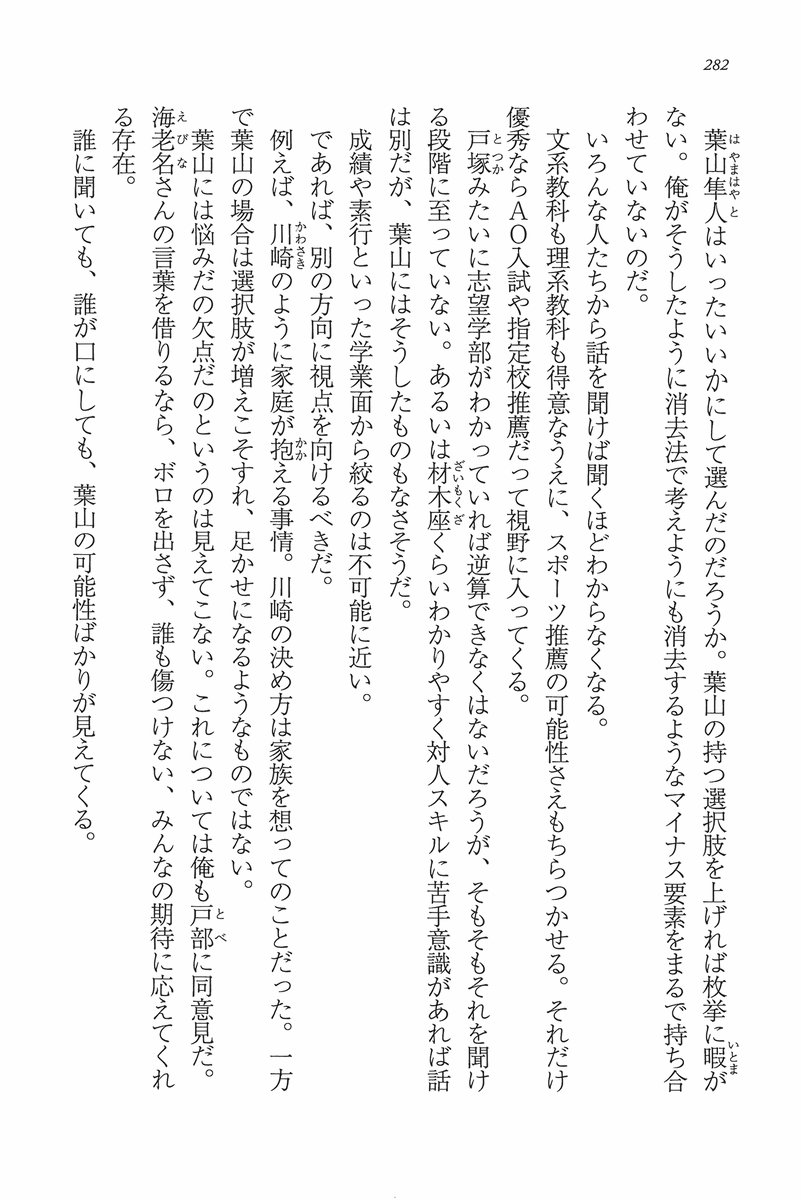 282
葉山隼人はいったいいかにして選んだのだろうか。葉山の持つ選択肢を上げれば枚挙に暇が
ない。俺がそうしたように消去法で考えようにも消去するようなマイナス要素をまるで持ち合
わせていないのだ。
いろんな人たちから話を聞けば聞くほどわからなくなる。
文系教科も理系教科も得意なうえに、スポーツ推薦の可能性さえもちらつかせる。それだけ
優秀ならＡＯ入試や指定校推薦だって視野に入ってくる。
戸塚みたいに志望学部がわかっていれば逆算できなくはないだろうが、そもそもそれを聞け
る段階に至っていない。あるいは材木座くらいわかりやすく対人スキルに苦手意識があれば話
は別だが、葉山にはそうしたものもなさそうだ。
成績や素行といった学業面から絞るのは不可能に近い。
であれば、別の方向に視点を向けるべきだ。
例えば、川崎のように家庭が抱える事情。川崎の決め方は家族を想ってのことだった。一方
で葉山の場合は選択肢が増えこそすれ、足かせになるようなものではない。
葉山には悩みだの欠点だのというのは見えてこない。これについては俺も戸部に同意見だ。
海老名さんの言葉を借りるなら、ボロを出さず、誰も傷つけない、みんなの期待に応えてくれ
る存在。
誰に聞いても、誰が口にしても、葉山の可能性ばかりが見えてくる。